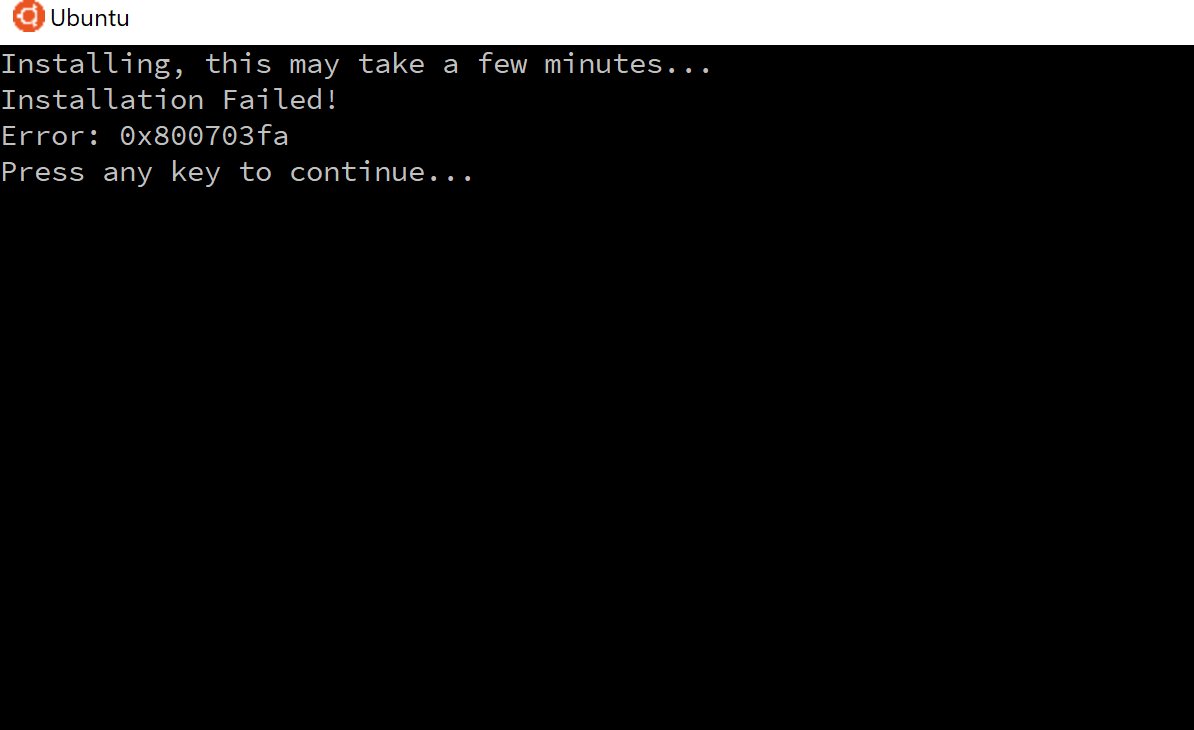 Ubuntu
Installing, this may take a few minutes...
Installation Failed!
Error: 0x800703fa
Press any key to continue...